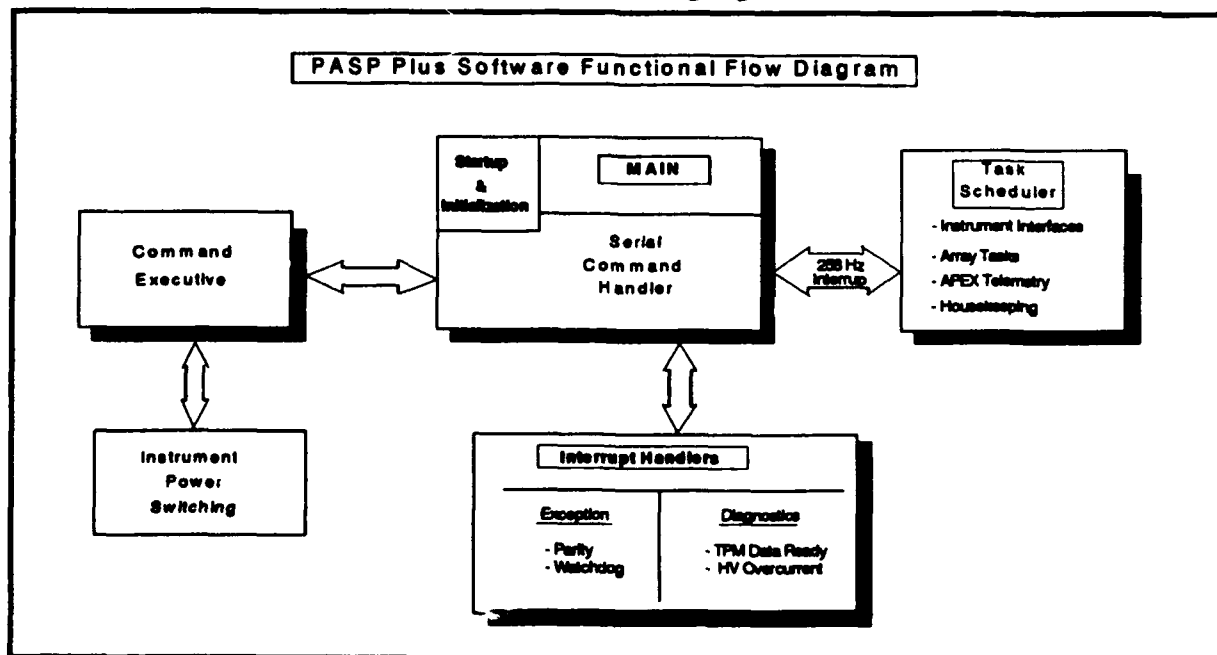 PASP Plus Software Functional Flow Diagram
Startup
&
Initialization
MAIN
Serial
Command
Handler
Command
Executive
256 Hz
Interrup
Task
Scheduler
- Instrument Interfaces
- Array Tasks
- APEX Telemetry
- Housekeeping
Instrument
Power
Switching
Interrupt Handlers
Exception
- Parity
- Watchdog
Diagnostics
- TPM Data Ready
- HV Overcurrent